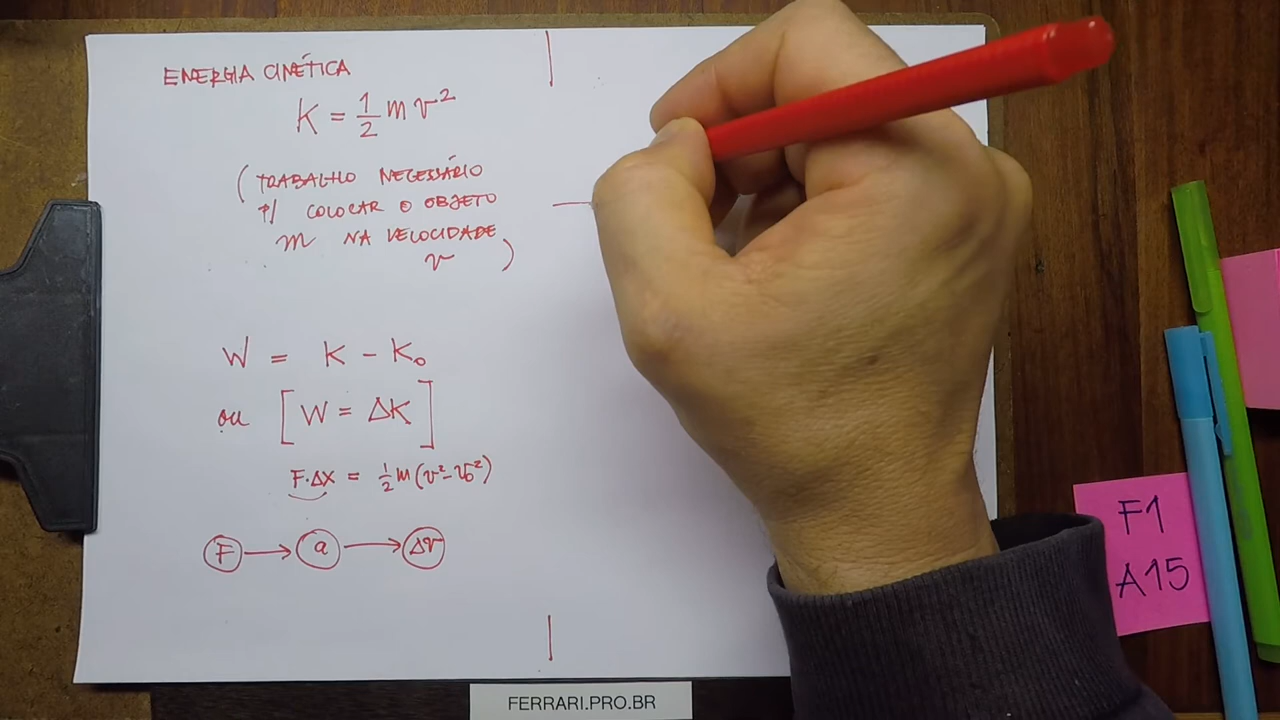 ENERGIA CINÉTICA
K = 1/2 m v²
( TRABALHO NECESSÁRIO
P/ COLOCAR O OBJETO
m NA VELOCIDADE
v )
W = K - K₀
ou [ W = ΔK ]
F·Δx = 1/2 m (v² - v₀²)
F → a → Δv
F1
A15
FERRARI.PRO.BR